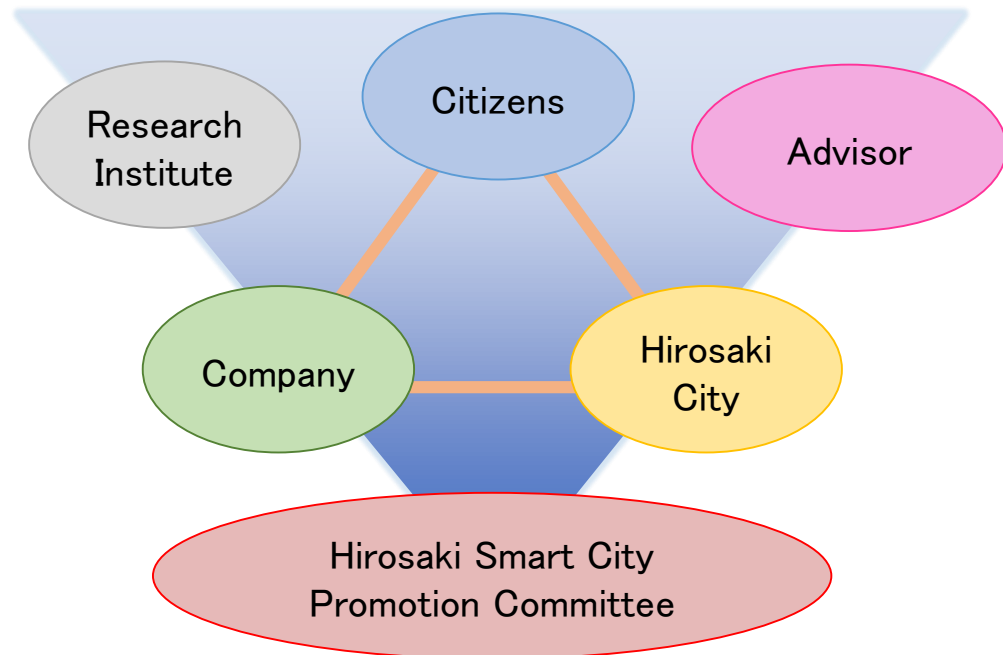 Citizens
Research
Institute
Advisor
Company
Hirosaki
City
Hirosaki Smart City
Promotion Committee